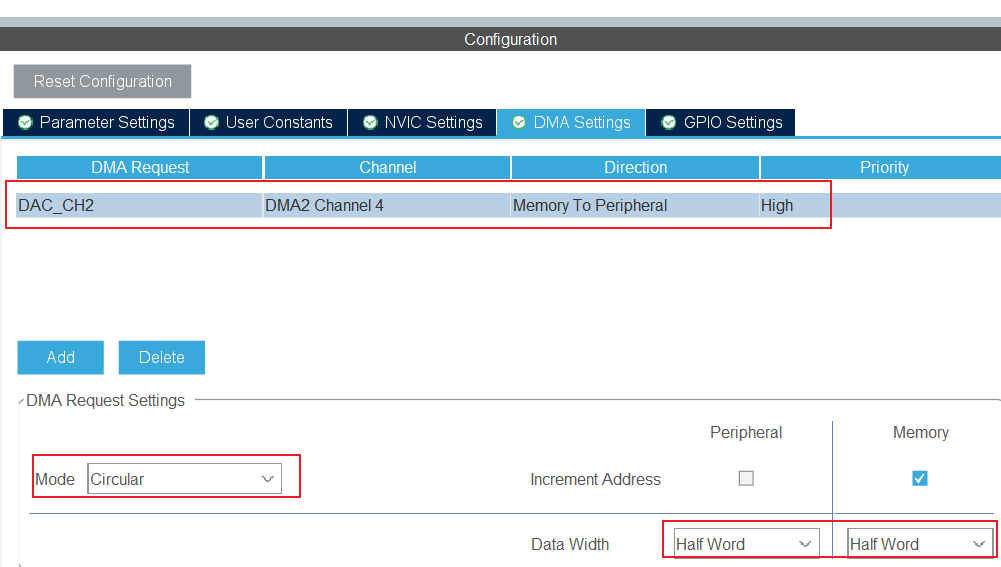 Configuration
Reset Configuration
Parameter Settings User Constants NVIC Settings DMA Settings GPIO Settings
DMA Request Channel Direction Priority
DAC_CH2 DMA2 Channel 4 Memory To Peripheral High
Add Delete
DMA Request Settings
Peripheral Memory
Mode Circular Increment Address
Data Width Half Word Half Word